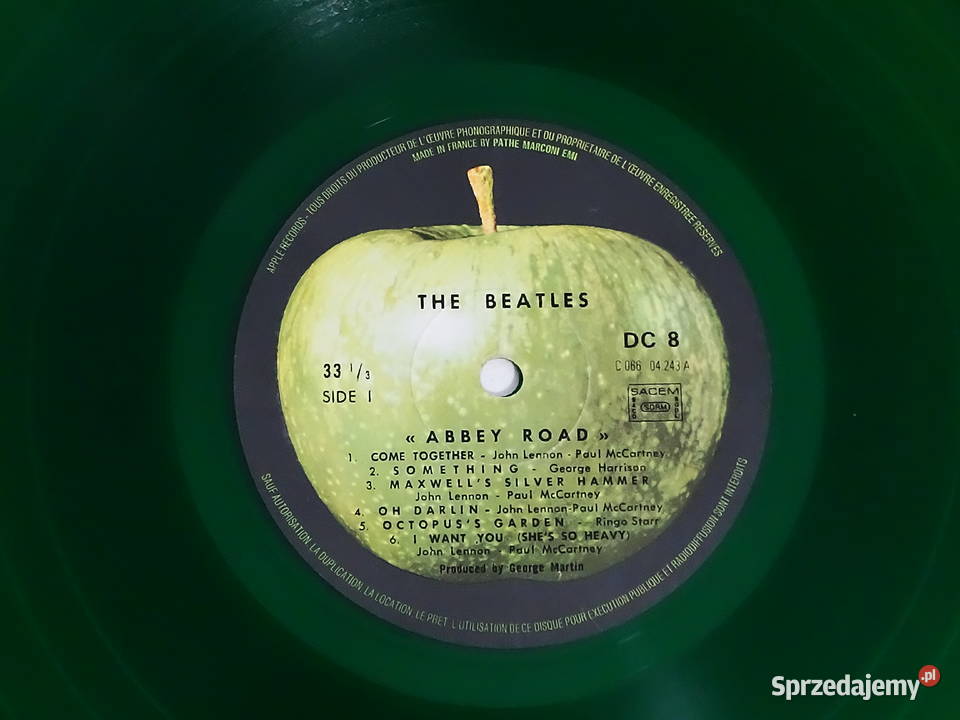 APPLE RECORDS - TOUS DROITS DU PRODUCTEUR DE L'ŒUVRE PHONOGRAPHIQUE ET DU PROPRIETAIRE DE L'ŒUVRE ENREGISTREE RESERVES
MADE IN FRANCE BY PATHE MARCONI EMI
THE BEATLES
33 1/3
SIDE 1
DC 8
C 066 04.243 A
SACEM
SACD SDRM SGDL
« ABBEY ROAD »
1. COME TOGETHER - John Lennon - Paul McCartney
2. SOMETHING - George Harrison
3. MAXWELL'S SILVER HAMMER
John Lennon - Paul McCartney
4. OH DARLIN - John Lennon-Paul McCartney
5. OCTOPUS'S GARDEN - Ringo Starr
6. I WANT YOU (SHE'S SO HEAVY)
John Lennon - Paul McCartney
Produced by George Martin
SAUF AUTORISATION, LA DUPLICATION, LA LOCATION, LE PRET, L'UTILISATION DE CE DISQUE POUR EXECUTION PUBLIQUE ET RADIODIFFUSION SONT INTERDITS
Sprzedajemy.pl